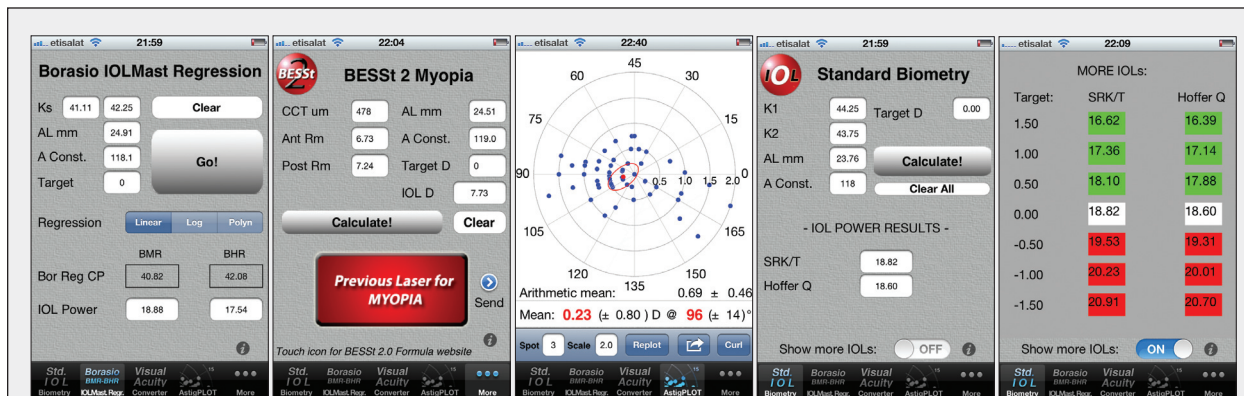 etisalat 21:59
Borasio IOLMast Regression
Ks 41.11 42.25 Clear
AL mm 24.91
A Const. 118.1 Go!
Target 0
Regression Linear Log Polyn
BMR BHR
Bor Reg CP 40.82 42.08
IOL Power 18.88 17.54
Std. IOL Biometry Borasio BMR-BHR IOLMast. Regr. Visual Acuity Converter 15 AstigPLOT More
etisalat 22:04
BESSt 2 BESSt 2 Myopia
CCT um 478 AL mm 24.51
Ant Rm 6.73 A Const. 119.0
Post Rm 7.24 Target D 0
IOL D 7.73
Calculate! Clear
Previous Laser for
MYOPIA
Send
Touch icon for BESSt 2.0 Formula website
Std. IOL Biometry Borasio BMR-BHR IOLMast. Regr. Visual Acuity Converter 15 AstigPLOT More
etisalat 22:40
45
60 30
75 15
90 0.5 1.0 1.5 2.0 0
105 165
120 150
135
Arithmetic mean: 0.69 ± 0.46
Mean: 0.23 (± 0.80 ) D @ 96 (± 14)°
Spot 3 Scale 2.0 Replot Curl
Std. IOL Biometry Borasio BMR-BHR IOLMast. Regr. Visual Acuity Converter 15 AstigPLOT More
etisalat 21:59
IOL Standard Biometry
K1 44.25 Target D 0.00
K2 43.75
AL mm 23.76 Calculate!
A Const. 118 Clear All
- IOL POWER RESULTS -
SRK/T 18.82
Hoffer Q 18.60
Show more IOLs: OFF
Std. IOL Biometry Borasio BMR-BHR IOLMast. Regr. Visual Acuity Converter 15 AstigPLOT More
etisalat 22:09
MORE IOLs:
Target: SRK/T Hoffer Q
1.50 16.62 16.39
1.00 17.36 17.14
0.50 18.10 17.88
0.00 18.82 18.60
-0.50 19.53 19.31
-1.00 20.23 20.01
-1.50 20.91 20.70
Show more IOLs: ON
Std. IOL Biometry Borasio BMR-BHR IOLMast. Regr. Visual Acuity Converter 15 AstigPLOT More